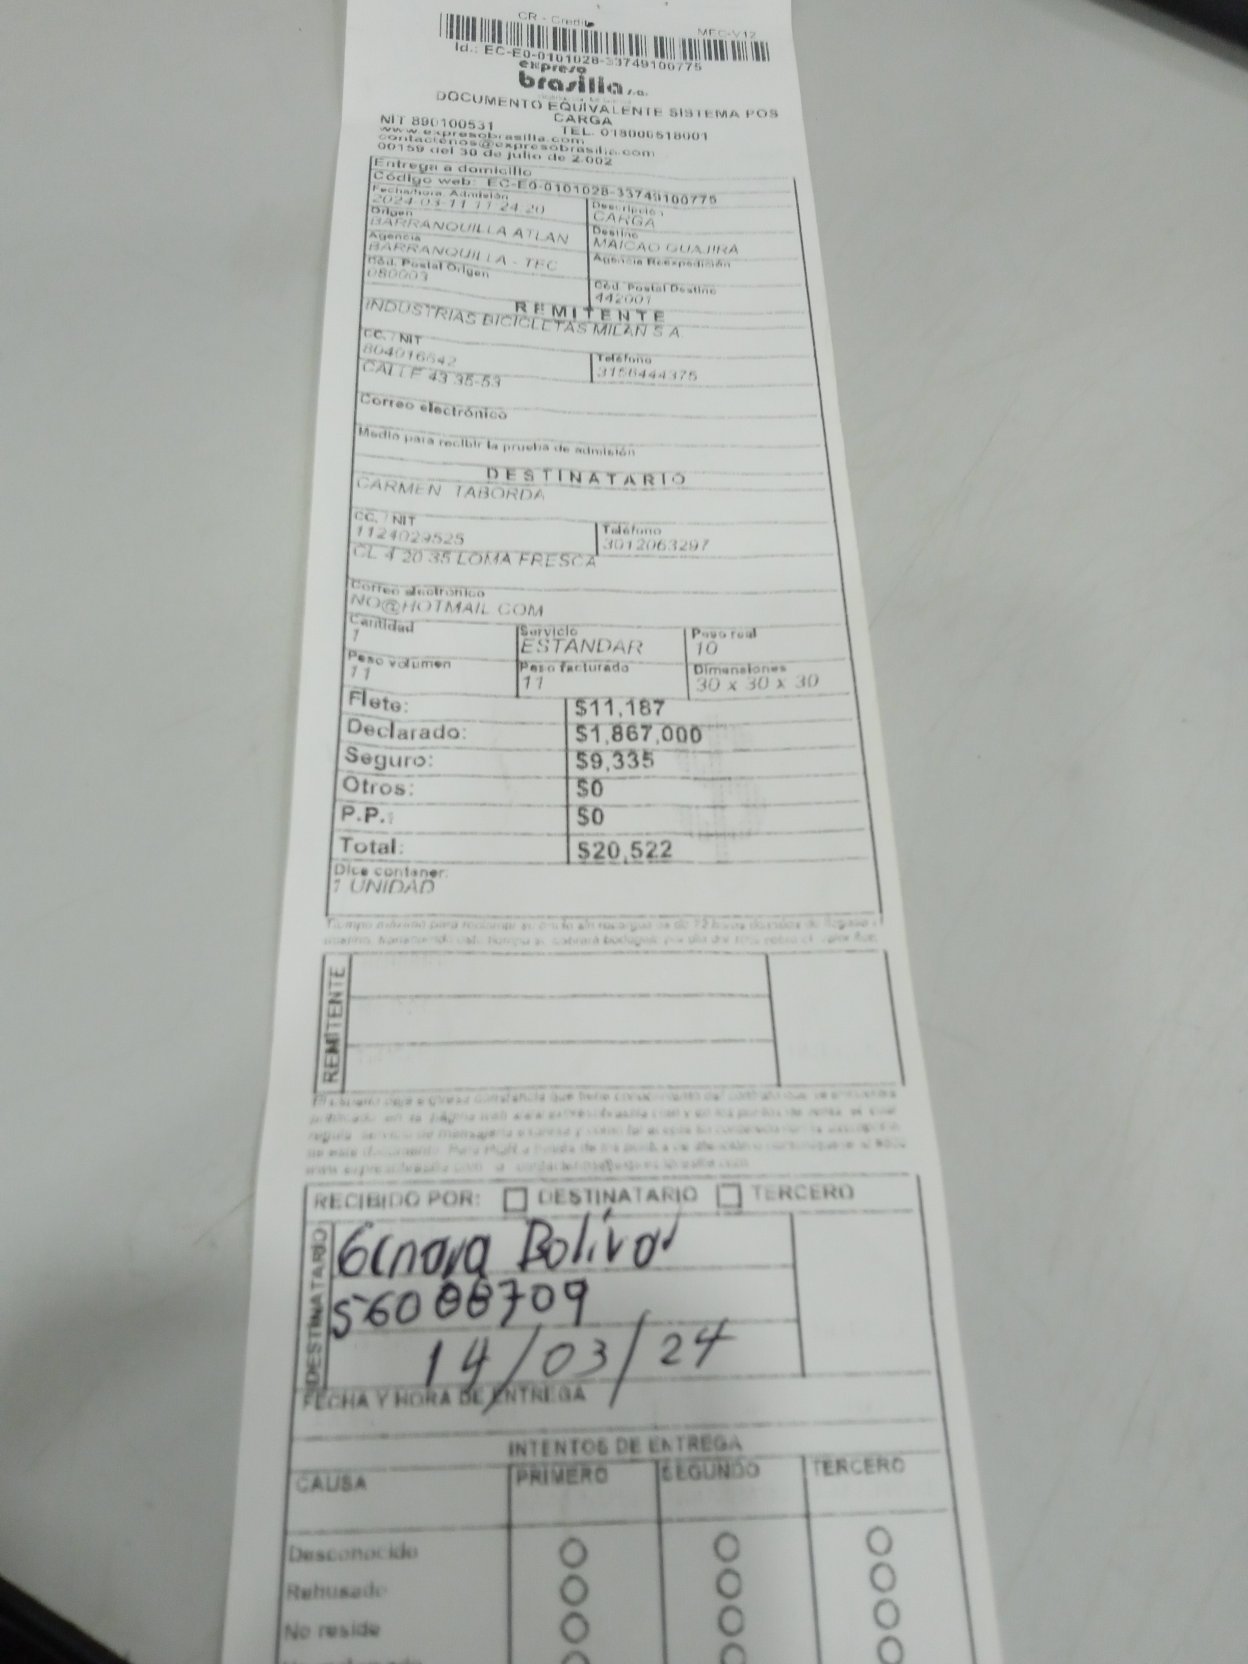 CR - Credito
MEC-V12
Id.: EC-E0-0101028-33749100775
expreso
brasilia s.a.
DOCUMENTO EQUIVALENTE SISTEMA POS
CARGA
NIT 890100531 TEL. 018000518001
www.expresobrasilia.com
contactenos@expresobrasilia.com
00159 del 30 de julio de 2.002
Entrega a domicilio
Código web: EC-E0-0101028-33749100775
Fecha/hora Admisión Descripción
2024-03-11 11:24:20 CARGA
Origen Destino
BARRANQUILLA ATLAN MAICAO GUAJIRA
Agencia Agencia Reexpedición
BARRANQUILLA - TEC
Cód. Postal Origen Cód. Postal Destino
080003 442001
REMITENTE
INDUSTRIAS BICICLETAS MILAN S.A.
CC. / NIT Teléfono
804016642 3156444375
CALLE 43 35-53
Correo electrónico
Medio para recibir la prueba de admisión
DESTINATARIO
CARMEN TABORDA
CC. / NIT Teléfono
1124029525 3012063297
CL 4 20 35 LOMA FRESCA
Correo electrónico
NO@HOTMAIL.COM
Cantidad Servicio Peso real
1 ESTANDAR 10
Peso volumen Peso facturado Dimensiones
11 11 30 x 30 x 30
Flete: $11,187
Declarado: $1,867,000
Seguro: $9,335
Otros: $0
P.P.: $0
Total: $20,522
Dice contener:
1 UNIDAD
REMITENTE
RECIBIDO POR: DESTINATARIO TERCERO
DESTINATARIO
Genova Bolivar
56088709
14/03/24
FECHA Y HORA DE ENTREGA
INTENTOS DE ENTREGA
CAUSA PRIMERO SEGUNDO TERCERO
Desconocido
Rehusado
No reside